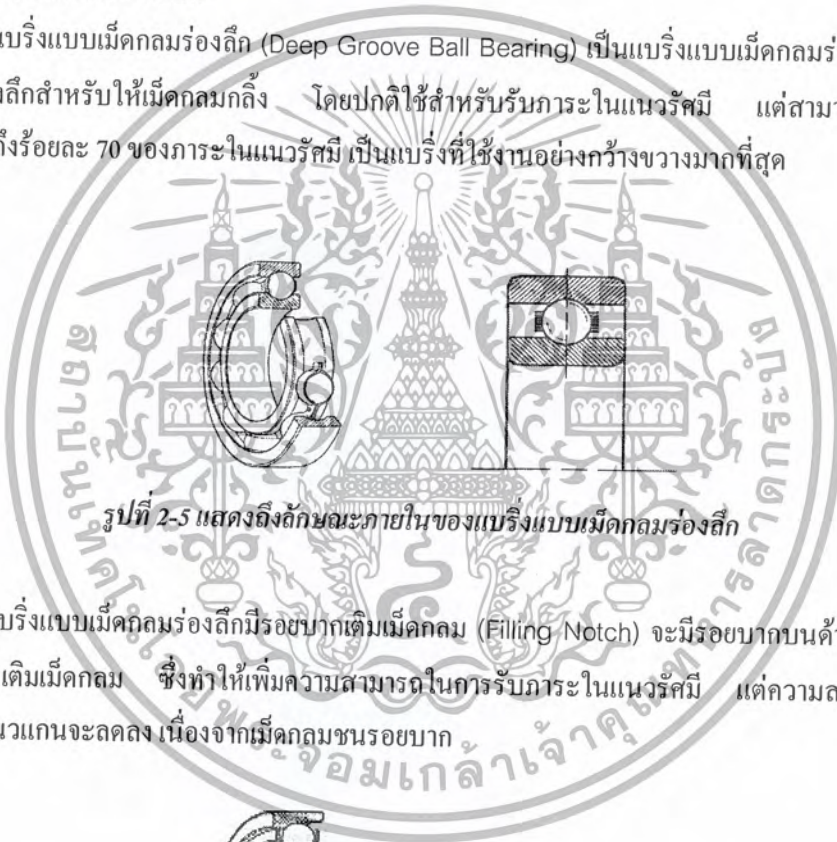 แบริ่งแบบเม็ดกลมร่องลึก (Deep Groove Ball Bearing) เป็นแบริ่งแบบเม็ดกลมร่
งลึกสำหรับให้เม็ดกลมกลิ้ง โดยปกติใช้สำหรับรับภาระในแนวรัศมี แต่สามา
ถึงร้อยละ 70 ของภาระในแนวรัศมี เป็นแบริ่งที่ใช้งานอย่างกว้างขวางมากที่สุด
รูปที่ 2-5 แสดงถึงลักษณะภายในของแบริ่งแบบเม็ดกลมร่องลึก
บริ่งแบบเม็ดกลมร่องลึกมีรอยบากเติมเม็ดกลม (Filling Notch) จะมีรอยบากบนด้
เติมเม็ดกลม ซึ่งทำให้เพิ่มความสามารถในการรับภาระในแนวรัศมี แต่ความส
นวแกนจะลดลง เนื่องจากเม็ดกลมชนรอยบาก
สถาบันเทคโนโลยีพระจอมเกล้าเจ้าคุณทหารลาดกระบัง